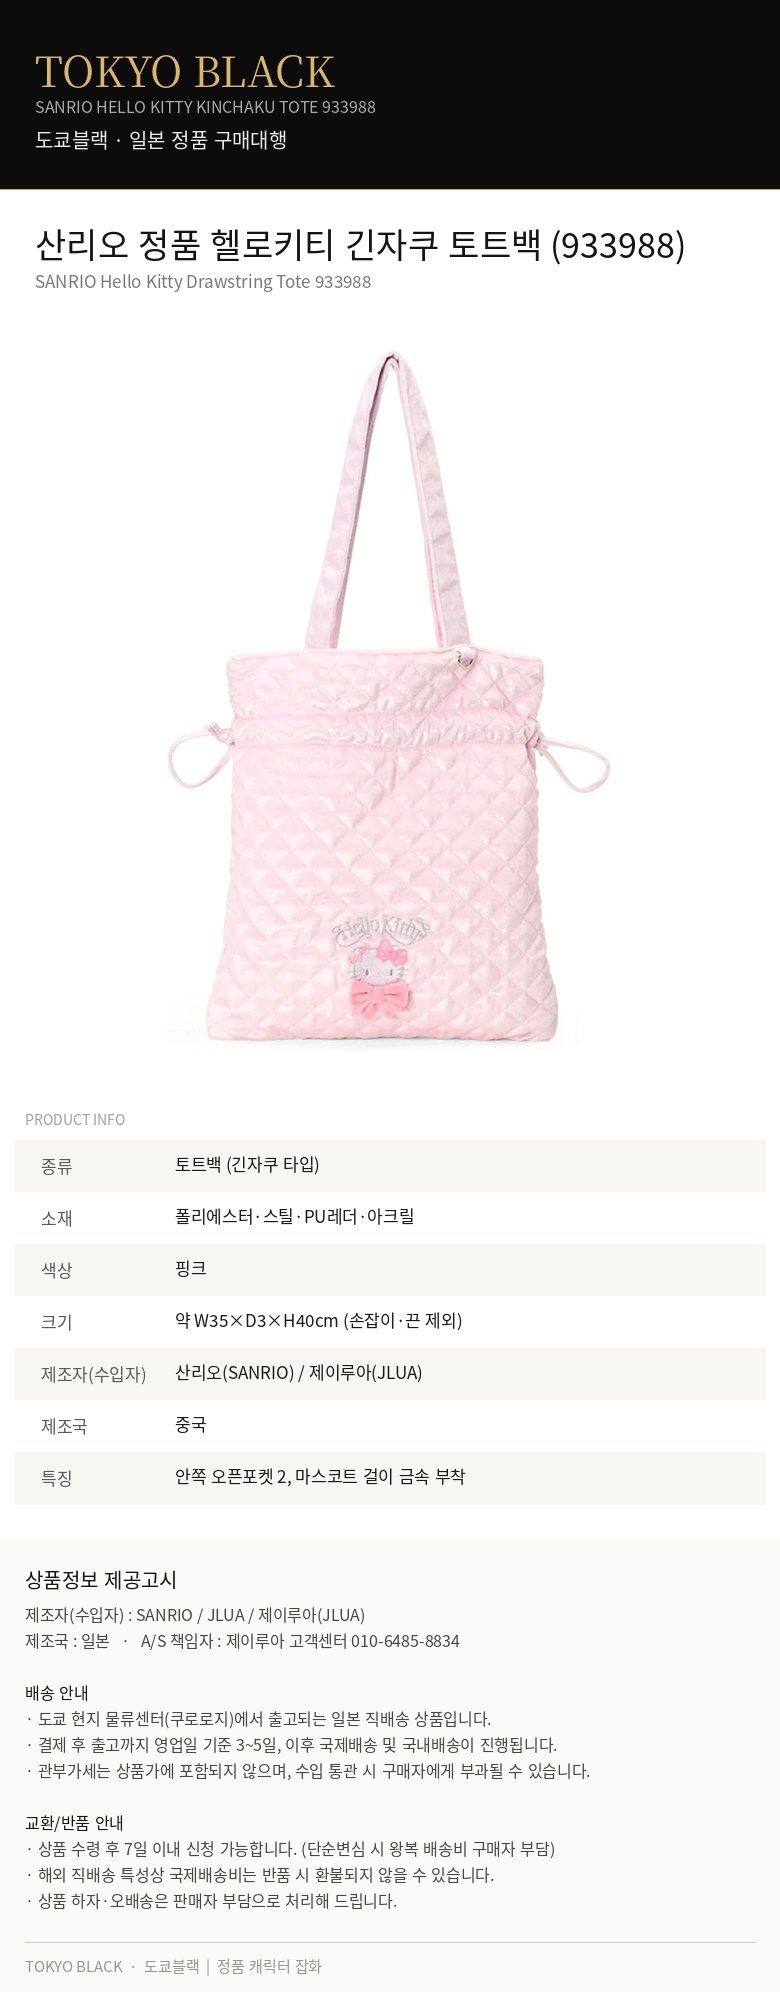 TOKYO BLACK
SANRIO HELLO KITTY KINCHAKU TOTE 933988
도쿄블랙 · 일본 정품 구매대행
산리오 정품 헬로키티 긴자쿠 토트백 (933988)
SANRIO Hello Kitty Drawstring Tote 933988
Hello Kitty
PRODUCT INFO
종류 토트백 (긴자쿠 타입)
소재 폴리에스터·스틸·PU레더·아크릴
색상 핑크
크기 약 W35×D3×H40cm (손잡이·끈 제외)
제조자(수입자) 산리오(SANRIO) / 제이루아(JLUA)
제조국 중국
특징 안쪽 오픈포켓 2, 마스코트 걸이 금속 부착
상품정보 제공고시
제조자(수입자) : SANRIO / JLUA / 제이루아(JLUA)
제조국 : 일본 · A/S 책임자 : 제이루아 고객센터 010-6485-8834
배송 안내
· 도쿄 현지 물류센터(쿠로로지)에서 출고되는 일본 직배송 상품입니다.
· 결제 후 출고까지 영업일 기준 3~5일, 이후 국제배송 및 국내배송이 진행됩니다.
· 관부가세는 상품가에 포함되지 않으며, 수입 통관 시 구매자에게 부과될 수 있습니다.
교환/반품 안내
· 상품 수령 후 7일 이내 신청 가능합니다. (단순변심 시 왕복 배송비 구매자 부담)
· 해외 직배송 특성상 국제배송비는 반품 시 환불되지 않을 수 있습니다.
· 상품 하자·오배송은 판매자 부담으로 처리해 드립니다.
TOKYO BLACK · 도쿄블랙 | 정품 캐릭터 잡화